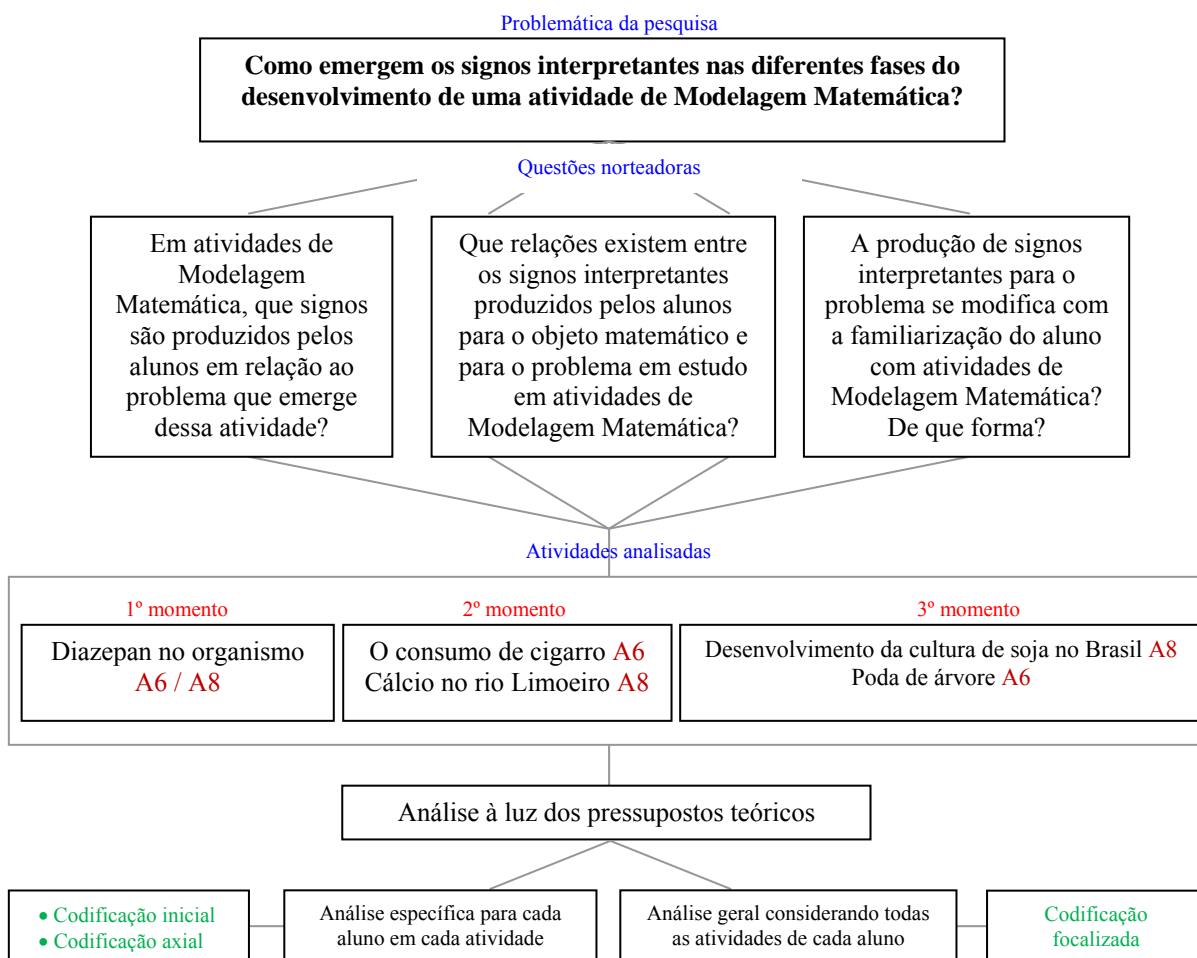 Problemática da pesquisa
Como emergem os signos interpretantes nas diferentes fases do
desenvolvimento de uma atividade de Modelagem Matemática?
Questões norteadoras
Em atividades de
Modelagem
Matemática, que signos
são produzidos pelos
alunos em relação ao
problema que emerge
dessa atividade?
Que relações existem entre
os signos interpretantes
produzidos pelos alunos
para o objeto matemático e
para o problema em estudo
em atividades de
Modelagem Matemática?
A produção de signos
interpretantes para o
problema se modifica com
a familiarização do aluno
com atividades de
Modelagem Matemática?
De que forma?
Atividades analisadas
1º momento
Diazepan no organismo
A6 / A8
2º momento
O consumo de cigarro A6
Cálcio no rio Limoeiro A8
3º momento
Desenvolvimento da cultura de soja no Brasil A8
Poda de árvore A6
Análise à luz dos pressupostos teóricos
• Codificação inicial
• Codificação axial
Análise específica para cada
aluno em cada atividade
Análise geral considerando todas
as atividades de cada aluno
Codificação
focalizada